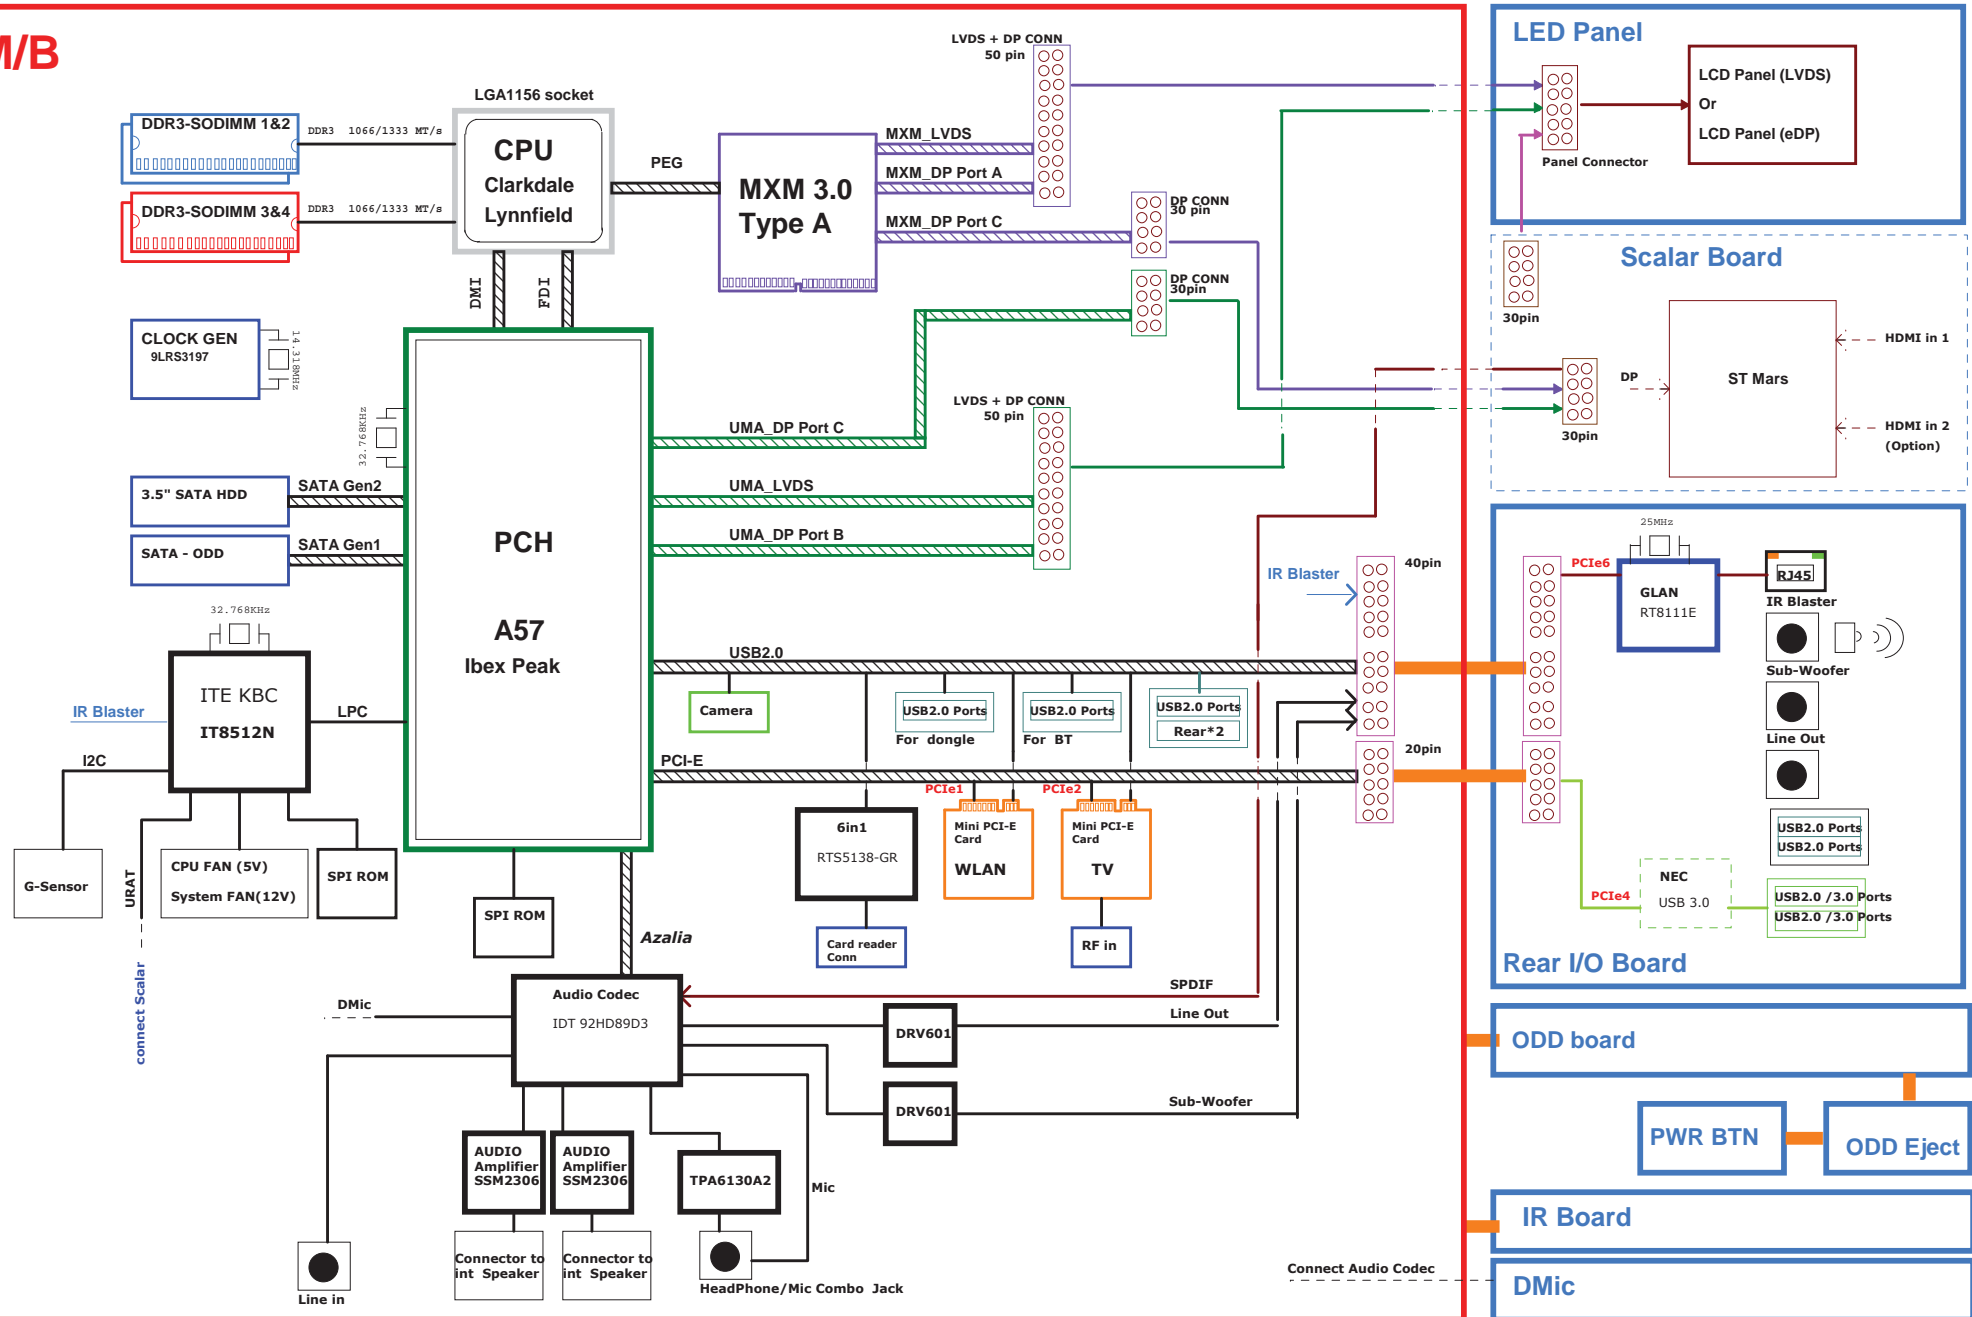 M/B
LGA1156 socket
DDR3-SODIMM 1&2
DDR3 1066/1333 MT/s
CPU
Clarkdale
Lynnfield
DDR3-SODIMM 3&4
DDR3 1066/1333 MT/s
PEG
MXM 3.0
Type A
MXM_LVDS
MXM_DP Port A
MXM_DP Port C
LVDS + DP CONN
50 pin
DP CONN
30 pin
DP CONN
30pin
DMI
FDI
CLOCK GEN
9LRS3197
14.318MHz
32.768KHz
UMA_DP Port C
UMA_LVDS
UMA_DP Port B
LVDS + DP CONN
50 pin
3.5" SATA HDD
SATA Gen2
SATA - ODD
SATA Gen1
PCH
A57
Ibex Peak
32.768KHz
ITE KBC
IT8512N
IR Blaster
LPC
I2C
G-Sensor
URAT
connect Scalar
CPU FAN (5V)
System FAN(12V)
SPI ROM
SPI ROM
Azalia
USB2.0
Camera
USB2.0 Ports
For dongle
USB2.0 Ports
For BT
USB2.0 Ports
Rear*2
PCI-E
PCIe1
PCIe2
6in1
RTS5138-GR
Mini PCI-E
Card
WLAN
Mini PCI-E
Card
TV
Card reader
Conn
RF in
IR Blaster
40pin
20pin
Audio Codec
IDT 92HD89D3
DMic
SPDIF
Line Out
DRV601
Sub-Woofer
DRV601
AUDIO
Amplifier
SSM2306
AUDIO
Amplifier
SSM2306
TPA6130A2
Mic
Connector to
int Speaker
Connector to
int Speaker
HeadPhone/Mic Combo Jack
Line in
Connect Audio Codec
LED Panel
LCD Panel (LVDS)
Or
LCD Panel (eDP)
Panel Connector
Scalar Board
30pin
ST Mars
DP
30pin
HDMI in 1
HDMI in 2
(Option)
25MHz
PCIe6
GLAN
RT8111E
RJ45
IR Blaster
Sub-Woofer
Line Out
USB2.0 Ports
USB2.0 Ports
PCIe4
NEC
USB 3.0
USB2.0 /3.0 Ports
USB2.0 /3.0 Ports
Rear I/O Board
ODD board
PWR BTN
ODD Eject
IR Board
DMic